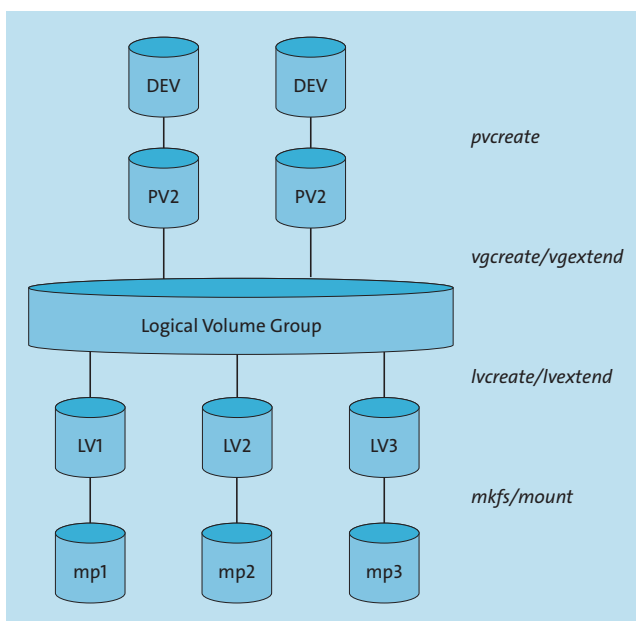 DEV
DEV
pvcreate
PV2
PV2
vgcreate/vgextend
Logical Volume Group
lvcreate/lvextend
LV1
LV2
LV3
mkfs/mount
mp1
mp2
mp3